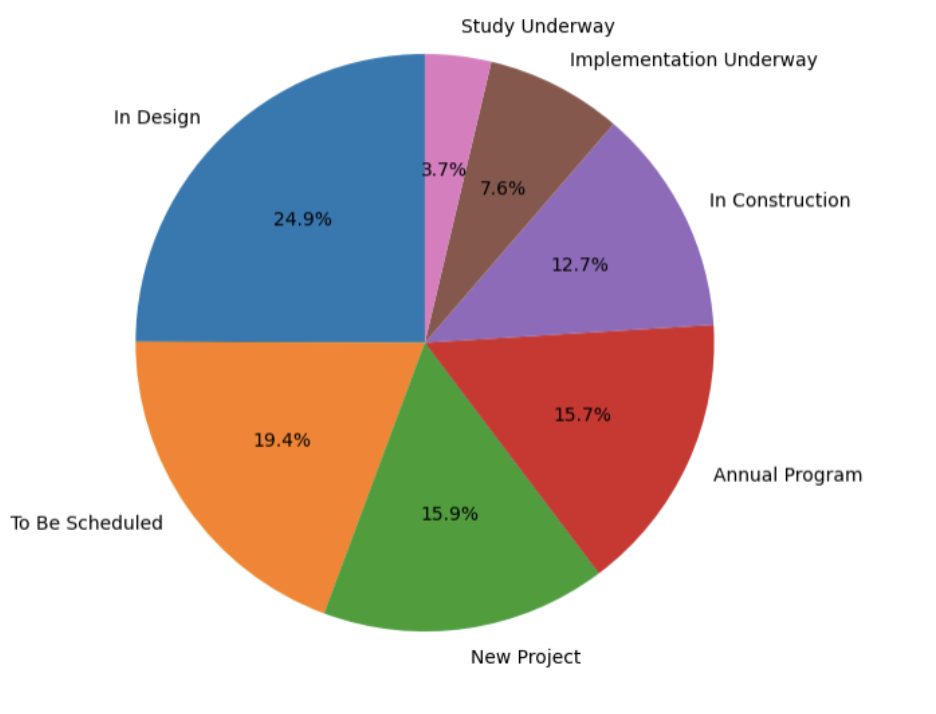 Study Underway
Implementation Underway
In Design
3.7%
7.6%
In Construction
24.9%
12.7%
15.7%
19.4%
Annual Program
15.9%
To Be Scheduled
New Project